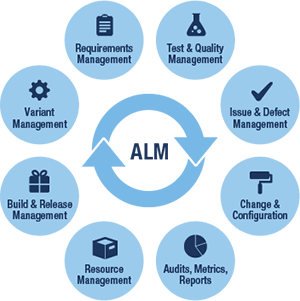 Requirements
Management
Test & Quality
Management
Variant
Management
Issue & Defect
Management
ALM
Build & Release
Management
Change &
Configuration
Resource
Management
Audits, Metrics,
Reports